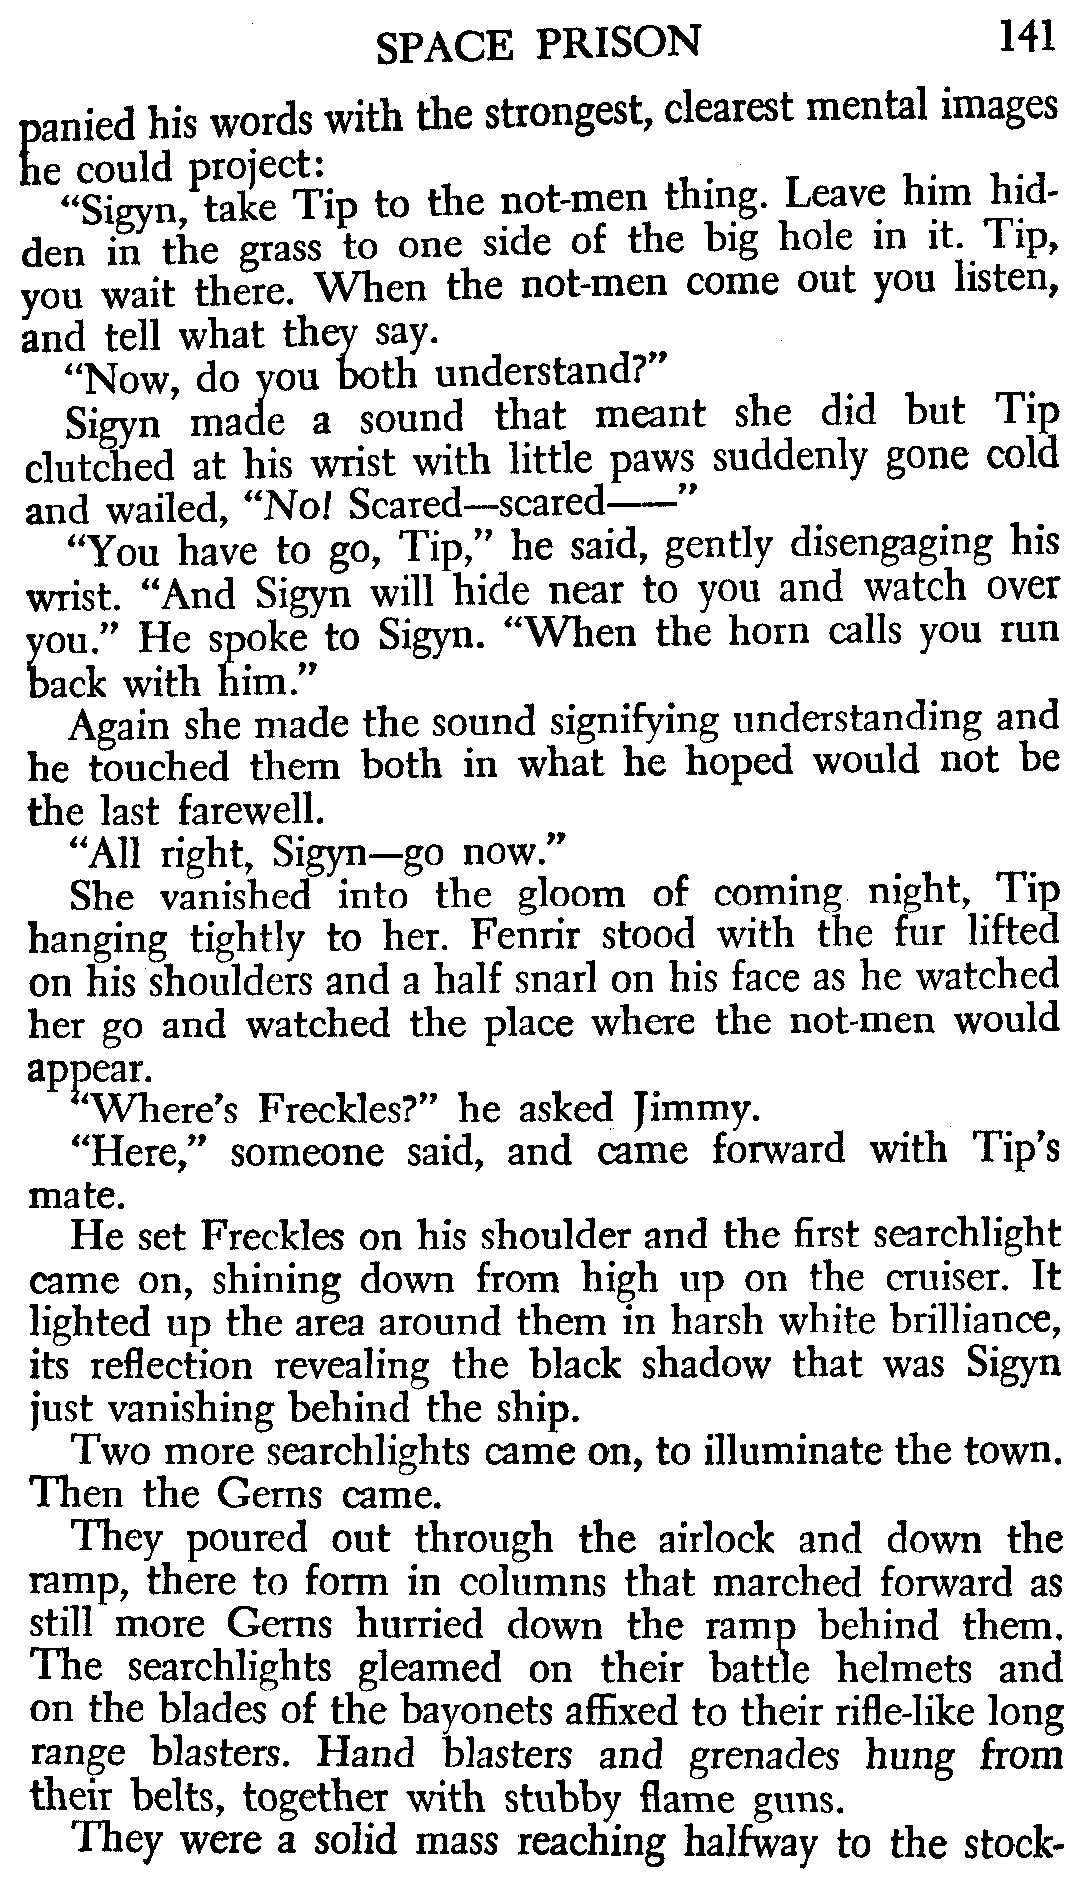 SPACE PRISON 141
panied his words with the strongest, clearest mental images
he could project:
“Sigyn, take Tip to the not-men thing. Leave him hid-
den in the grass to one side of the big hole in it. Tip,
you wait there. When the not-men come out you listen,
and tell what they say.
“Now, do you both understand?”
Sigyn made a sound that meant she did but Tip
clutched at his wrist with little paws suddenly gone cold
and wailed, “No! Scared—scared——”
“You have to go, Tip,” he said, gently disengaging his
wrist. “And Sigyn will hide near to you and watch over
you.” He spoke to Sigyn. “When the horn calls you run
back with him.”
Again she made the sound signifying understanding and
he touched them both in what he hoped would not be
the last farewell.
“All right, Sigyn—go now.”
She vanished into the gloom of coming night, Tip
hanging tightly to her. Fenrir stood with the fur lifted
on his shoulders and a half snarl on his face as he watched
her go and watched the place where the not-men would
appear.
“Where’s Freckles?” he asked Jimmy.
“Here,” someone said, and came forward with Tip’s
mate.
He set Freckles on his shoulder and the first searchlight
came on, shining down from high up on the cruiser. It
lighted up the area around them in harsh white brilliance,
its reflection revealing the black shadow that was Sigyn
just vanishing behind the ship.
Two more searchlights came on, to illuminate the town.
Then the Gerns came.
They poured out through the airlock and down the
ramp, there to form in columns that marched forward as
still more Gerns hurried down the ramp behind them.
The searchlights gleamed on their battle helmets and
on the blades of the bayonets affixed to their rifle-like long
range blasters. Hand blasters and grenades hung from
their belts, together with stubby flame guns.
They were a solid mass reaching halfway to the stock-